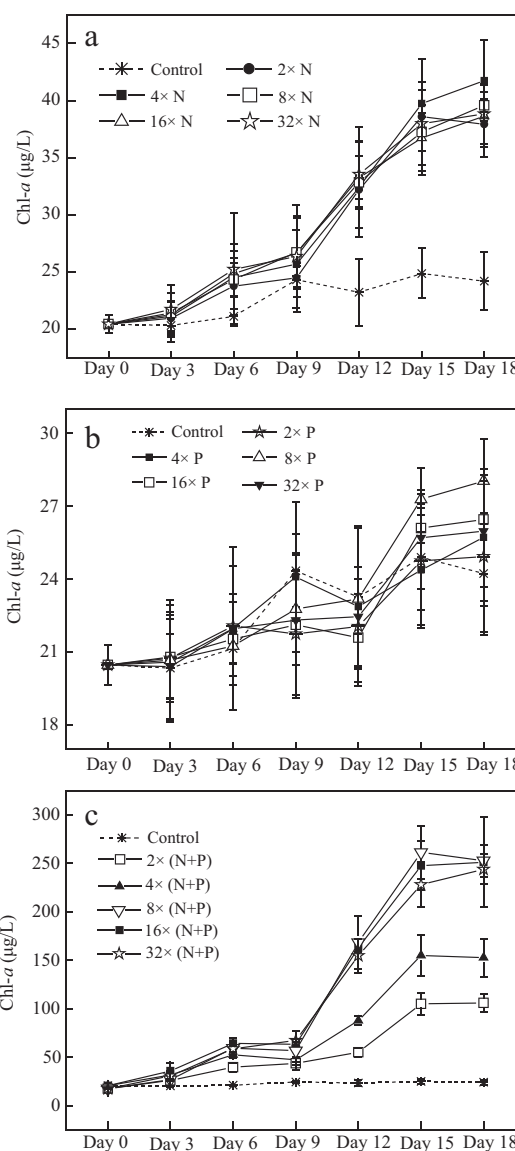 a
45
40
35
30
25
20
Chl-a (µg/L)
Control 2× N
4× N 8× N
16× N 32× N
Day 0 Day 3 Day 6 Day 9 Day 12 Day 15 Day 18
b
30
27
24
21
18
Chl-a (µg/L)
Control 2× P
4× P 8× P
16× P 32× P
Day 0 Day 3 Day 6 Day 9 Day 12 Day 15 Day 18
c
300
250
200
150
100
50
0
Chl-a (µg/L)
Control
2× (N+P)
4× (N+P)
8× (N+P)
16× (N+P)
32× (N+P)
Day 0 Day 3 Day 6 Day 9 Day 12 Day 15 Day 18